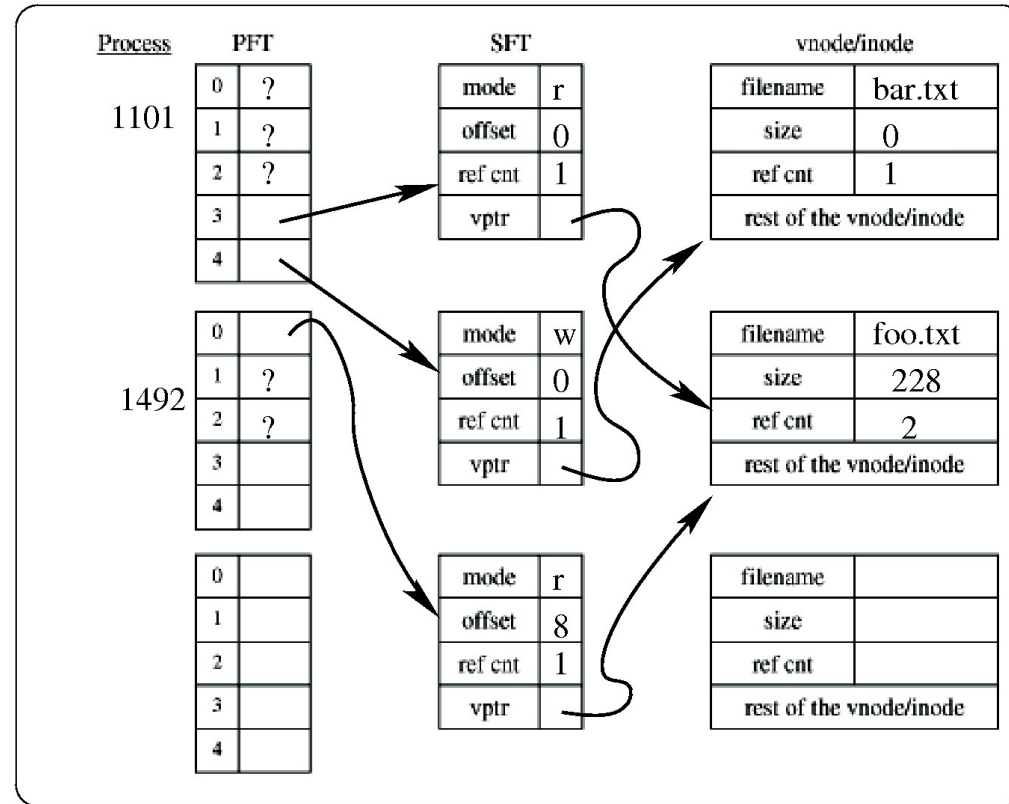 Process PFT SFT vnode/inode
1101
0 ?
1 ?
2 ?
3
4
mode r
offset 0
ref cnt 1
vptr
filename bar.txt
size 0
ref cnt 1
rest of the vnode/inode
1492
0
1 ?
2 ?
3
4
mode w
offset 0
ref cnt 1
vptr
filename foo.txt
size 228
ref cnt 2
rest of the vnode/inode
0
1
2
3
4
mode r
offset 8
ref cnt 1
vptr
filename
size
ref cnt
rest of the vnode/inode